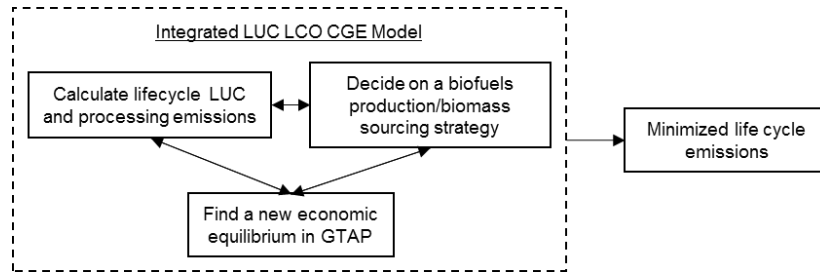 Integrated LUC LCO CGE Model
Calculate lifecycle LUC
and processing emissions
Decide on a biofuels
production/biomass
sourcing strategy
Find a new economic
equilibrium in GTAP
Minimized life cycle
emissions